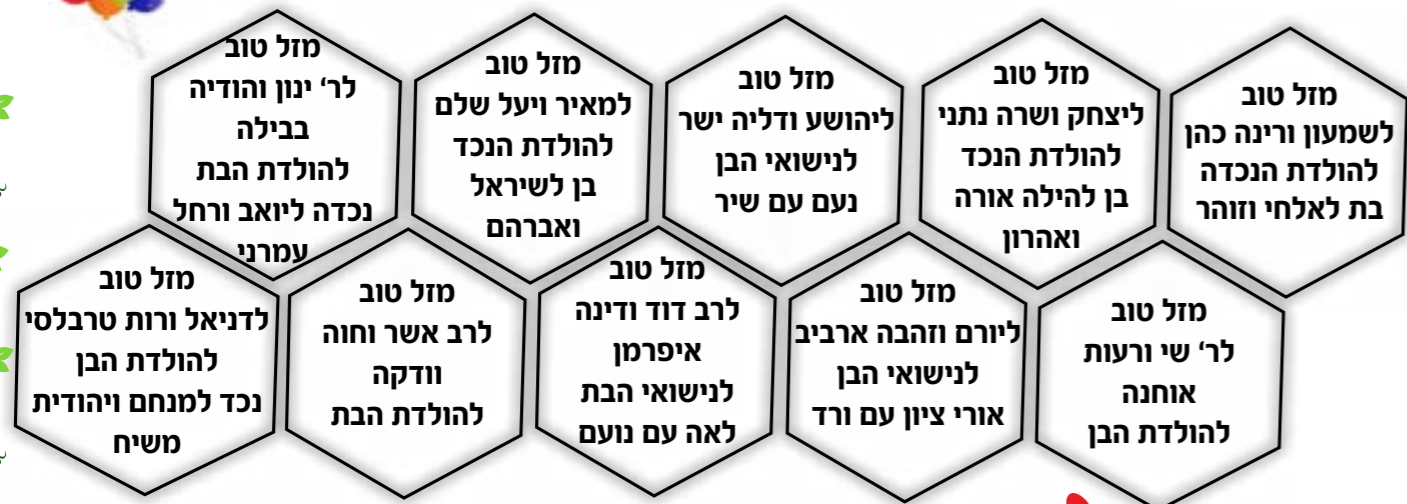 מזל טוב
לשמעון ורינה כהן
להולדת הנכדה
בת לאלחי וזוהר
מזל טוב
ליצחק ושרה נתני
להולדת הנכד
בן להילה אורה
ואהרון
מזל טוב
ליהושע ודליה ישר
לנישואי הבן
נעם עם שיר
מזל טוב
למאיר ויעל שלם
להולדת הנכד
בן לשיראל
ואברהם
מזל טוב
לר' ינון והודיה
בבילה
להולדת הבת
נכדה ליואב ורחל
עמרני
מזל טוב
לר' שי ורעות
אוחנה
להולדת הבן
מזל טוב
ליורם וזהבה ארביב
לנישואי הבן
אורי ציון עם ורד
מזל טוב
לרב דוד ודינה
איפרמן
לנישואי הבת
לאה עם נועם
מזל טוב
לרב אשר וחוה
וודקה
להולדת הבת
מזל טוב
לדניאל ורות טרבלסי
להולדת הבן
נכד למנחם ויהודית
משיח